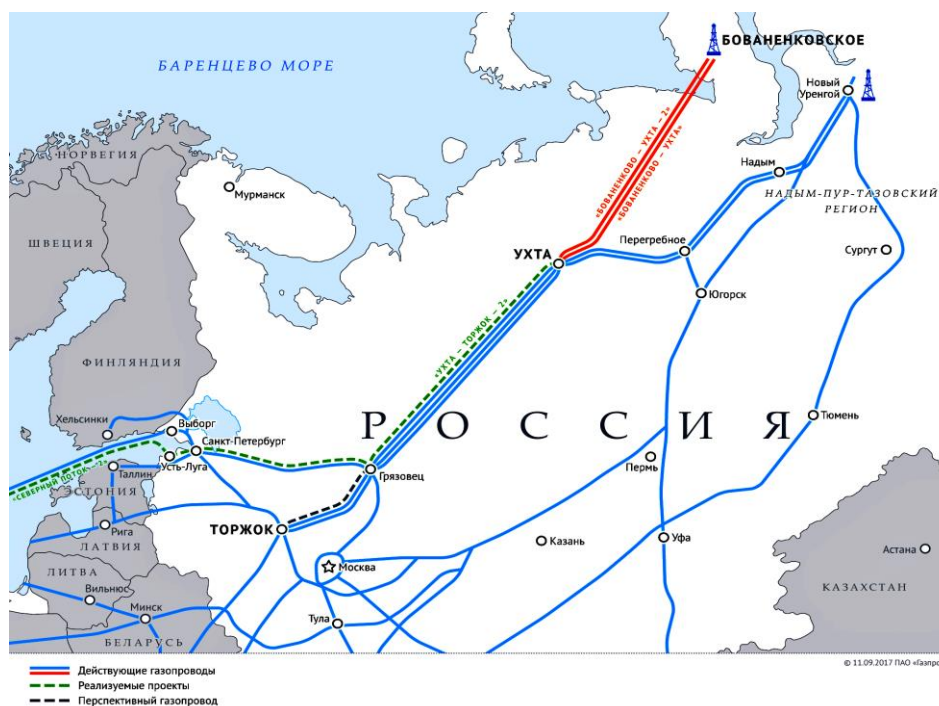 БОВАНЕНКОВСКОЕ
БАРЕНЦЕВО МОРЕ
Новый
Уренгой
«БОВАНЕНКОВО – УХТА – 2»
«БОВАНЕНКОВО – УХТА»
НОРВЕГИЯ
Мурманск
Надым
НАДЫМ-ПУР-ТАЗОВСКИЙ
РЕГИОН
ШВЕЦИЯ
УХТА
Перегребное
Сургут
Югорск
«УХТА – ТОРЖОК – 2»
ФИНЛЯНДИЯ
РОССИЯ
Хельсинки
Выборг
Тюмень
Санкт-Петербург
Усть-Луга
Таллин
Грязовец
Пермь
«СЕВЕРНЫЙ ПОТОК – 2»
ЭСТОНИЯ
Рига
ТОРЖОК
ЛАТВИЯ
Казань
Уфа
Астана
ЛИТВА
Москва
Вильнюс
КАЗАХСТАН
Минск
Тула
БЕЛАРУСЬ
© 11.09.2017 ПАО «Газпро
Действующие газопроводы
Реализуемые проекты
Перспективный газопровод